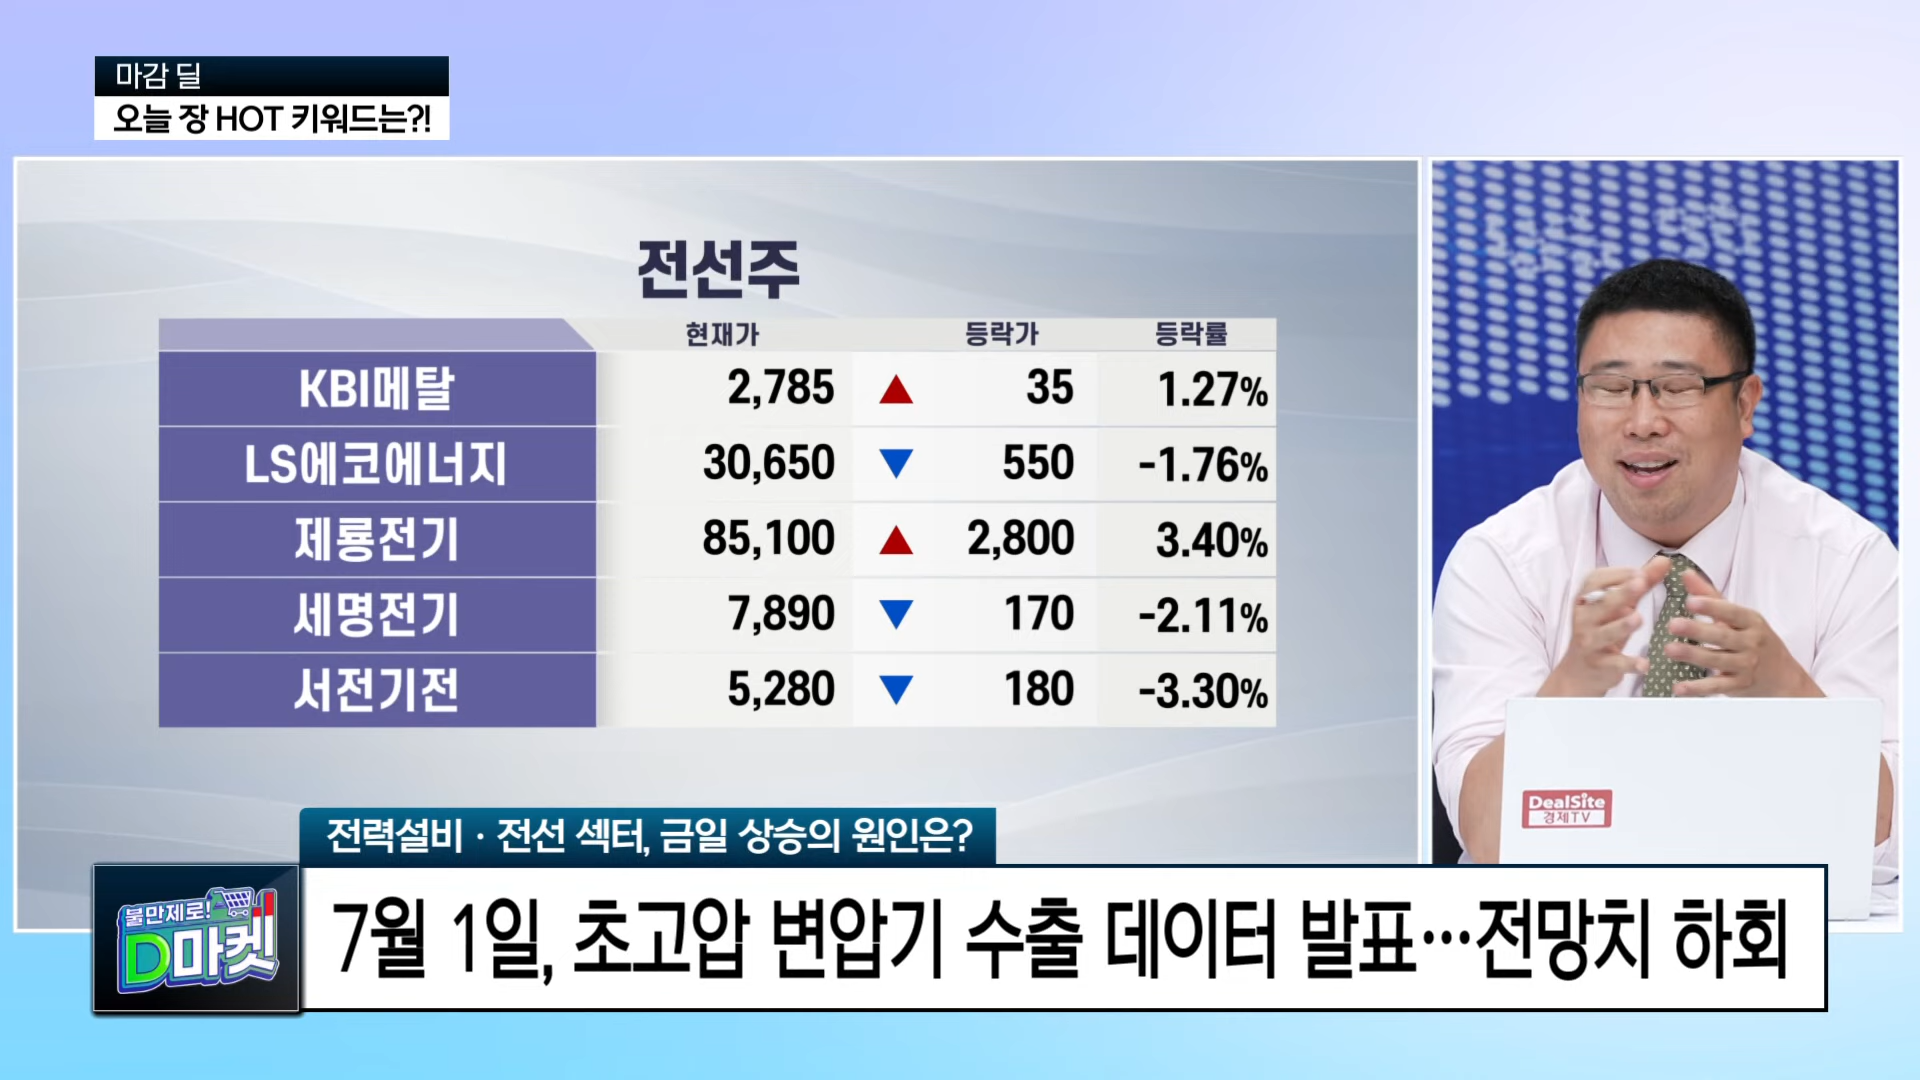 마감 딜
오늘 장 HOT 키워드는?!
전선주
현재가 등락가 등락률
KBI메탈 2,785 ▲ 35 1.27%
LS에코에너지 30,650 ▼ 550 -1.76%
제룡전기 85,100 ▲ 2,800 3.40%
세명전기 7,890 ▼ 170 -2.11%
서전기전 5,280 ▼ 180 -3.30%
DealSite
경제TV
전력설비 · 전선 섹터, 금일 상승의 원인은?
불만제로!
D마켓
7월 1일, 초고압 변압기 수출 데이터 발표…전망치 하회